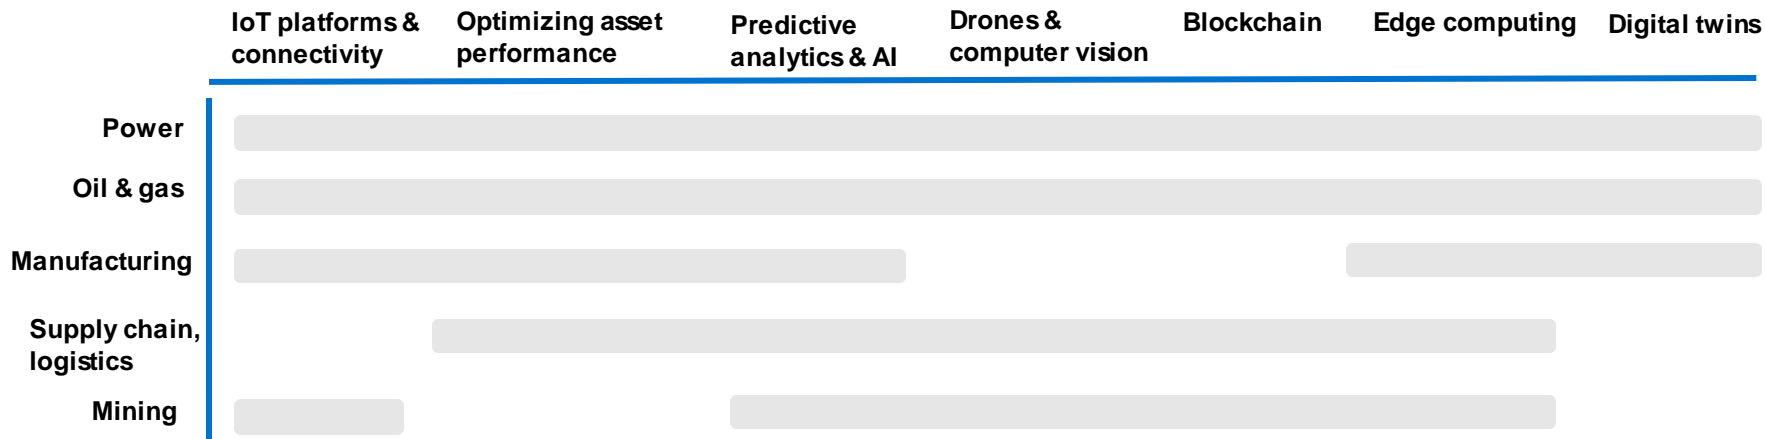 IoT platforms &
connectivity
Optimizing asset
performance
Predictive
analytics & AI
Drones &
computer vision
Blockchain
Edge computing
Digital twins
Power
Oil & gas
Manufacturing
Supply chain,
logistics
Mining